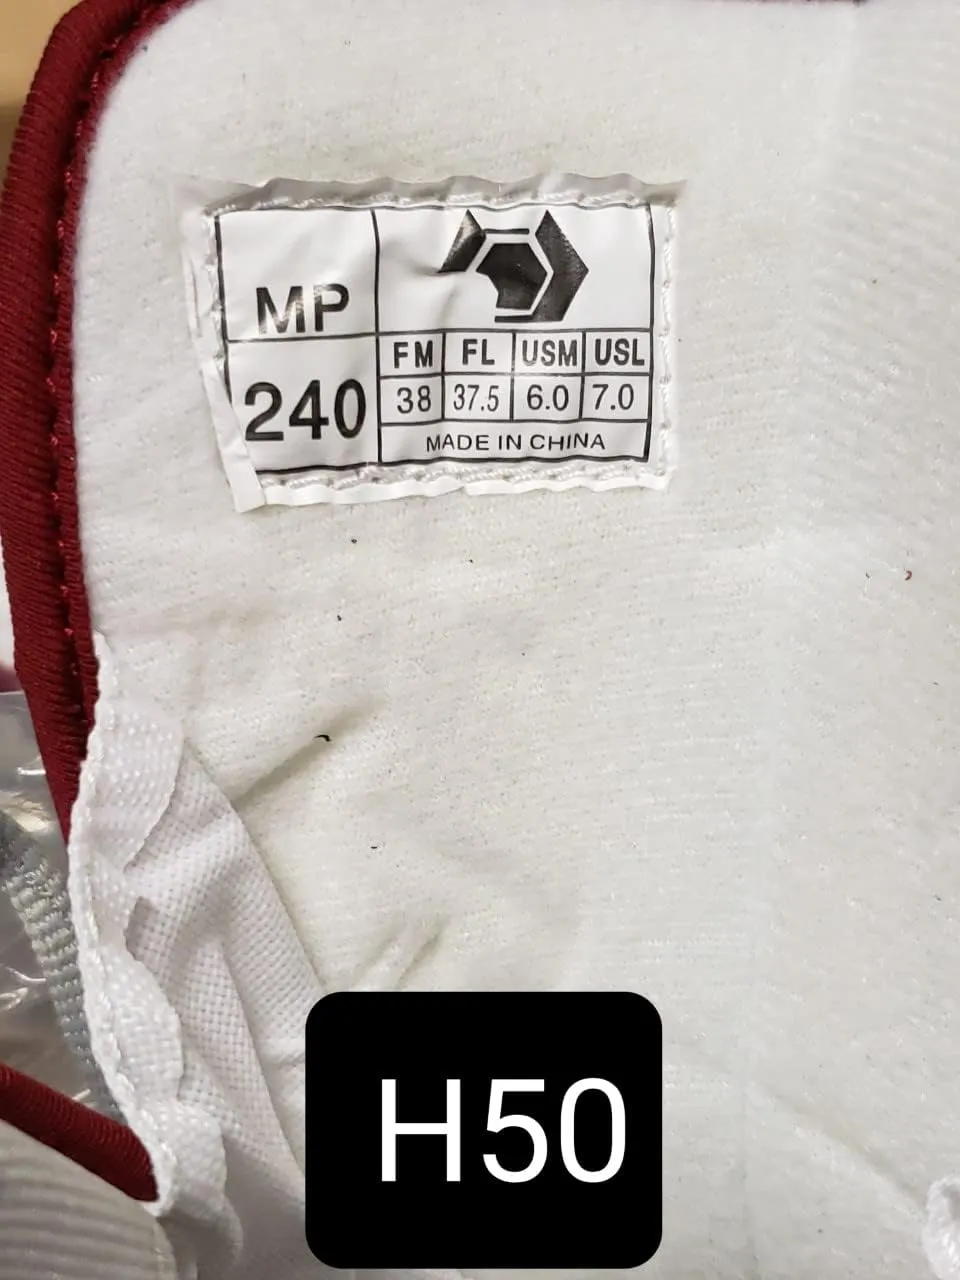 MP
240
FM FL USM USL
38 37.5 6.0 7.0
MADE IN CHINA
H50